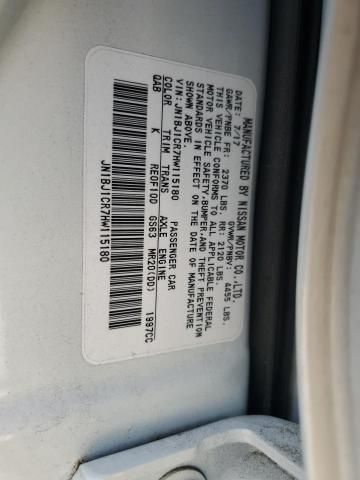 MANUFACTURED BY NISSAN MOTOR CO.,LTD.
DATE: 7/17 GVWR/PNBV: 4455 LBS.
GAWR/PNBE FR: 2370 LBS. RR: 2120 LBS.
THIS VEHICLE CONFORMS TO ALL APPLICABLE FEDERAL
MOTOR VEHICLE SAFETY,BUMPER,AND THEFT PREVENTION
STANDARDS IN EFFECT ON THE DATE OF MANUFACTURE
SHOWN ABOVE.
VIN:JN1BJ1CR7HW115180 PASSENGER CAR
COLOR TRIM TRANS AXLE ENGINE
QAB K RE0F10D GS63 MR20(DD) 1997CC
JN1BJ1CR7HW115180